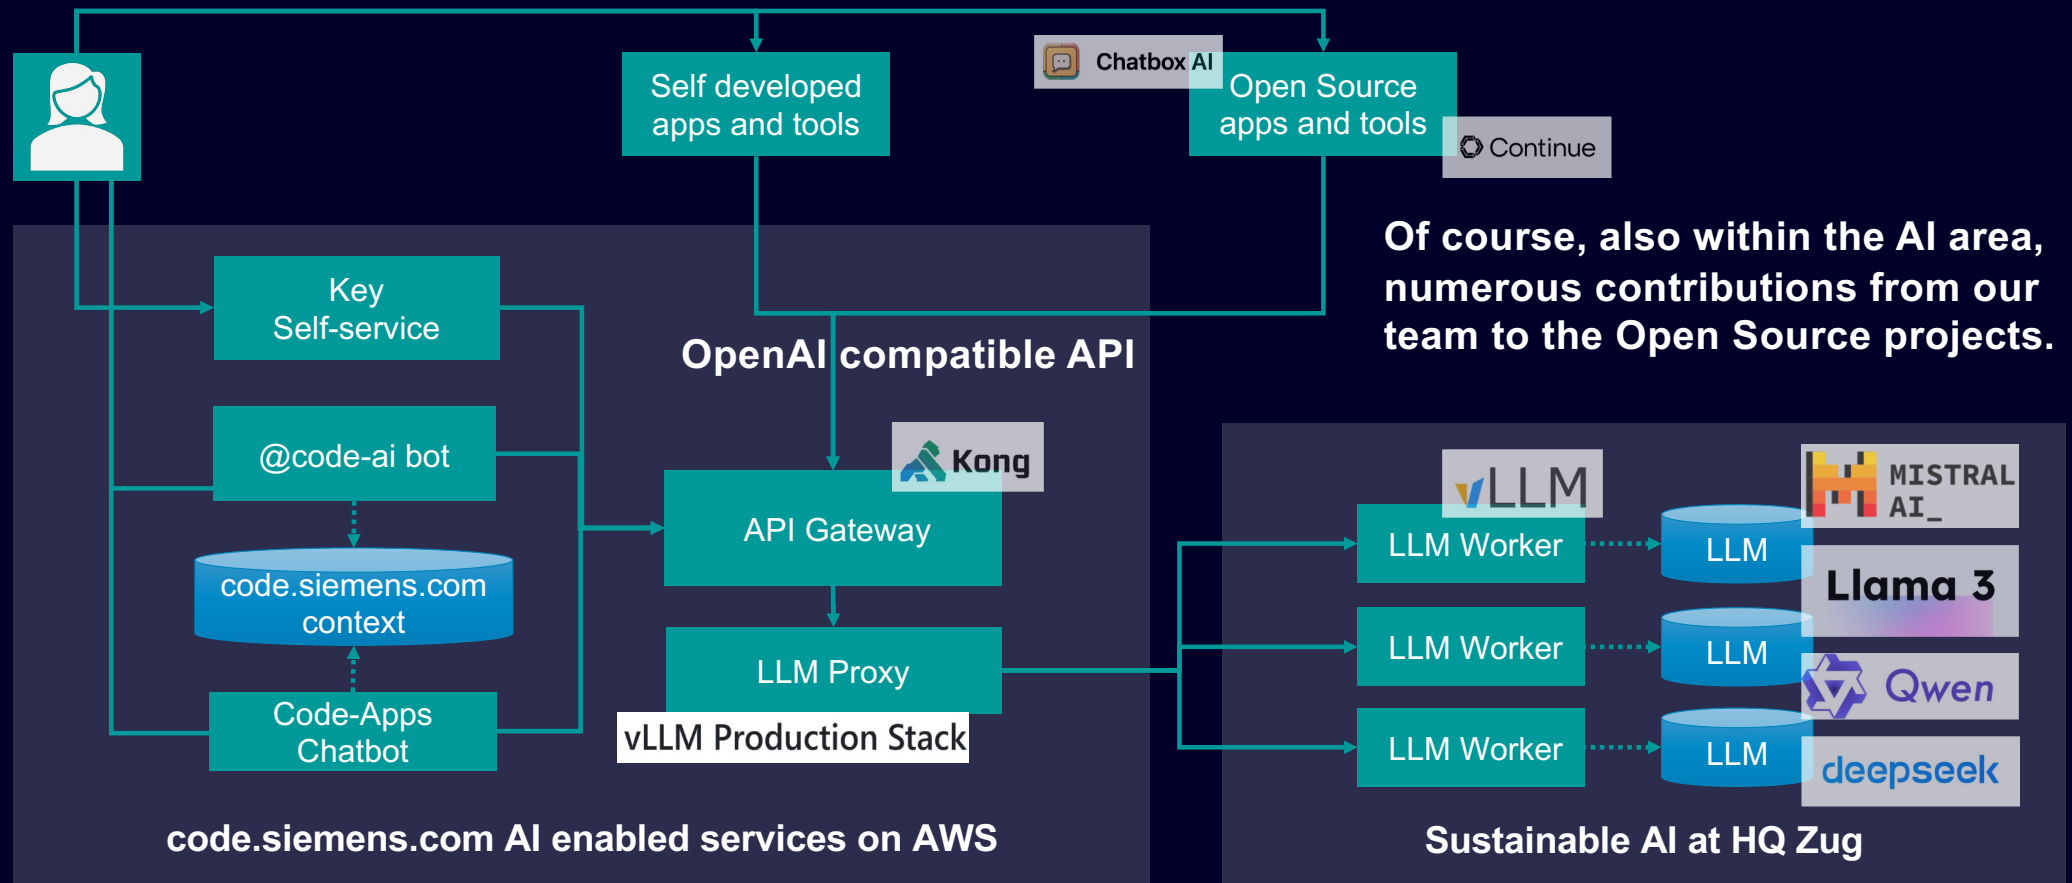 Self developed
apps and tools
Chatbox AI
Open Source
apps and tools
Continue
Of course, also within the AI area,
numerous contributions from our
team to the Open Source projects.
Key
Self-service
OpenAI compatible API
@code-ai bot
Kong
API Gateway
code.siemens.com
context
LLM Proxy
vLLM Production Stack
Code-Apps
Chatbot
code.siemens.com AI enabled services on AWS
vLLM
LLM Worker
LLM
MISTRAL
AI_
Llama 3
LLM Worker
LLM
Qwen
LLM Worker
LLM
deepseek
Sustainable AI at HQ Zug